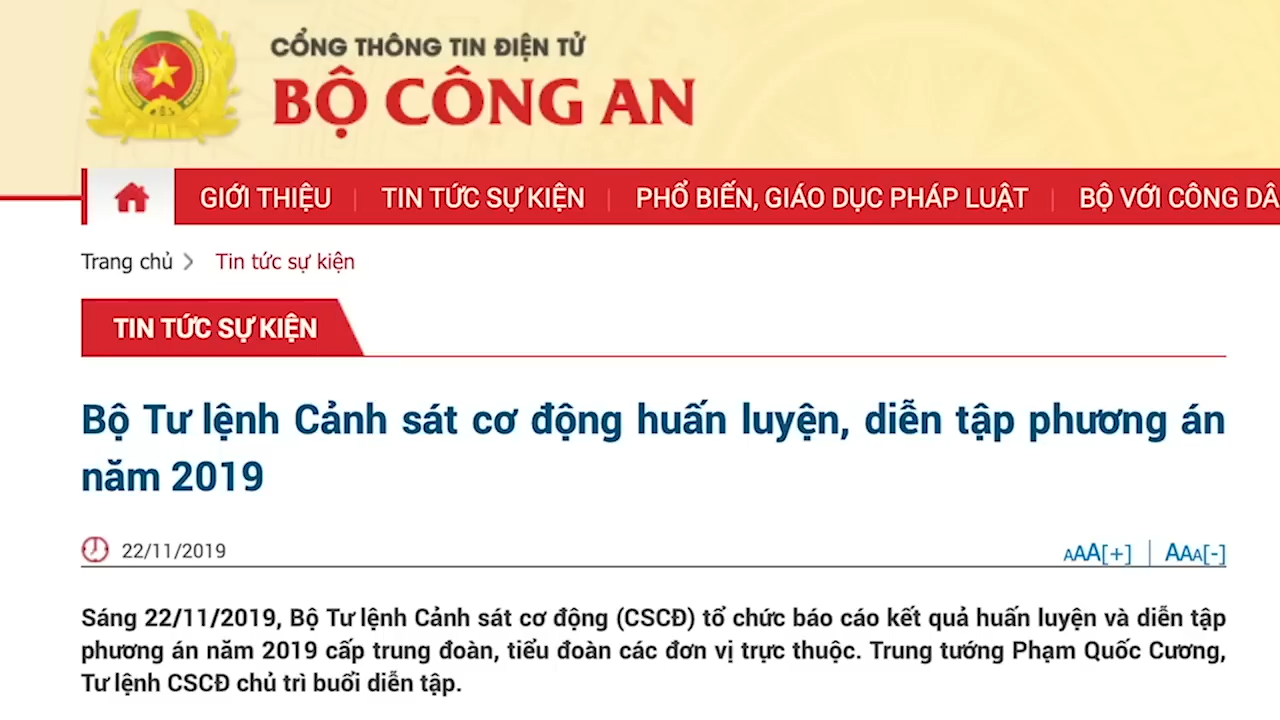 CỔNG THÔNG TIN ĐIỆN TỬ
BỘ CÔNG AN
GIỚI THIỆU | TIN TỨC SỰ KIỆN | PHỔ BIẾN, GIÁO DỤC PHÁP LUẬT | BỘ VỚI CÔNG DÂ
Trang chủ > Tin tức sự kiện
TIN TỨC SỰ KIỆN
Bộ Tư lệnh Cảnh sát cơ động huấn luyện, diễn tập phương án
năm 2019
22/11/2019 AAA[+] | AAA[-]
Sáng 22/11/2019, Bộ Tư lệnh Cảnh sát cơ động (CSCĐ) tổ chức báo cáo kết quả huấn luyện và diễn tập
phương án năm 2019 cấp trung đoàn, tiểu đoàn các đơn vị trực thuộc. Trung tướng Phạm Quốc Cương,
Tư lệnh CSCĐ chủ trì buổi diễn tập.